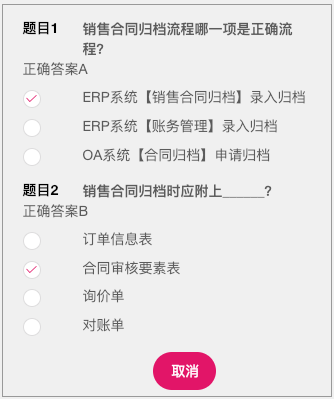 题目1 销售合同归档流程哪一项是正确流
程?
正确答案A
ERP系统【销售合同归档】录入归档
ERP系统【账务管理】录入归档
OA系统【合同归档】申请归档
题目2 销售合同归档时应附上______?
正确答案B
订单信息表
合同审核要素表
询价单
对账单
取消